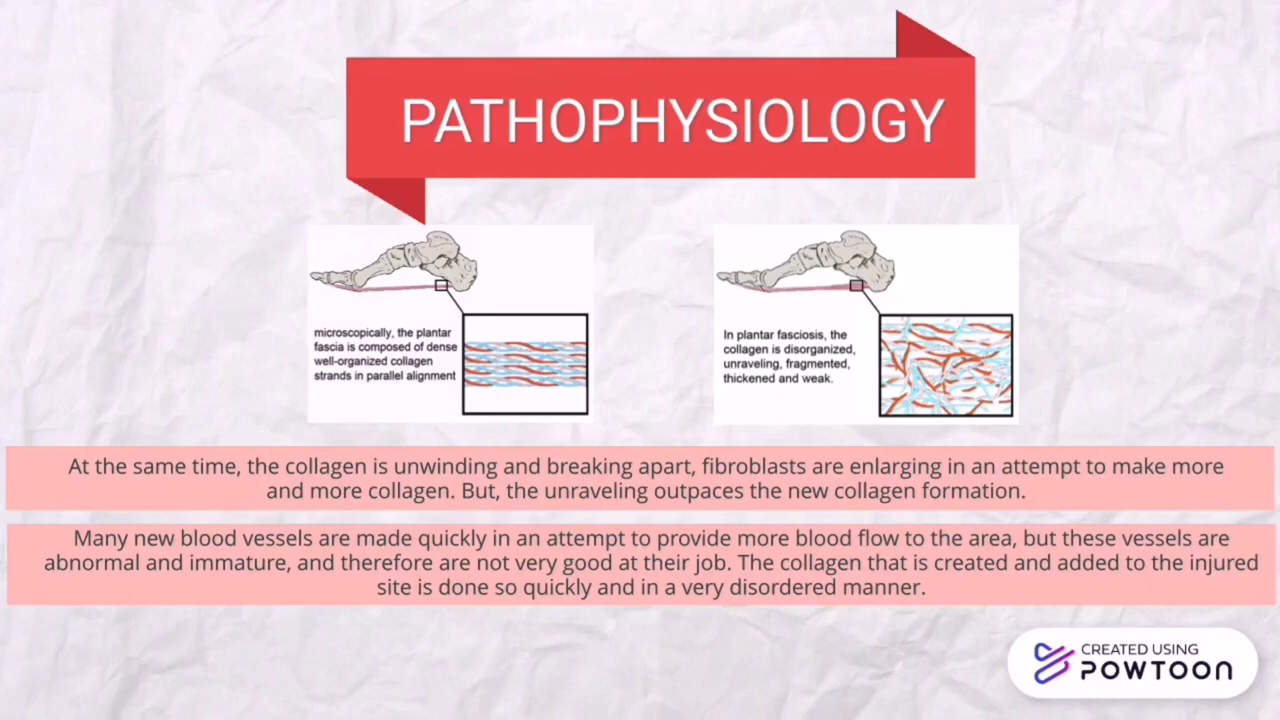 PATHOPHYSIOLOGY
microscopically, the plantar
fascia is composed of dense
well-organized collagen
strands in parallel alignment
In plantar fasciosis, the
collagen is disorganized,
unraveling, fragmented,
thickened and weak.
At the same time, the collagen is unwinding and breaking apart, fibroblasts are enlarging in an attempt to make more
and more collagen. But, the unraveling outpaces the new collagen formation.
Many new blood vessels are made quickly in an attempt to provide more blood flow to the area, but these vessels are
abnormal and immature, and therefore are not very good at their job. The collagen that is created and added to the injured
site is done so quickly and in a very disordered manner.
CREATED USING
POWTOON